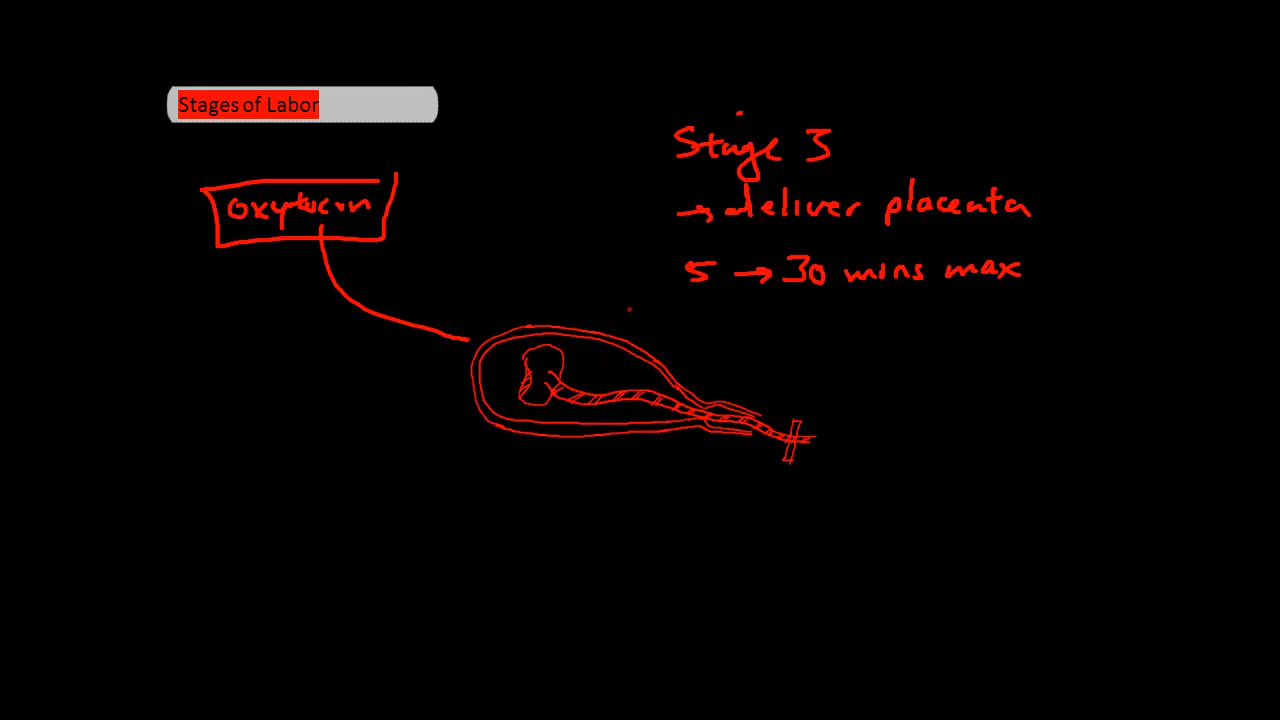 Stages of Labor
Stage 3
oxytocin
→ deliver placenta
5 → 30 mins max